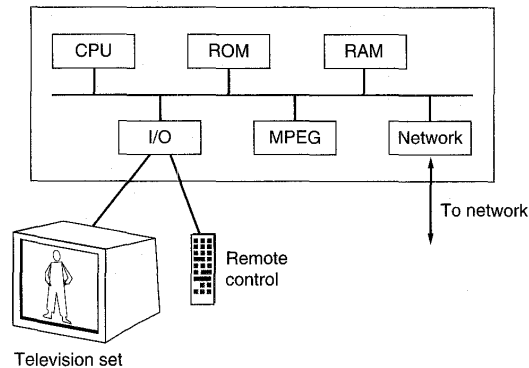 CPU
ROM
RAM
I/O
MPEG
Network
To network
Remote
control
Television set